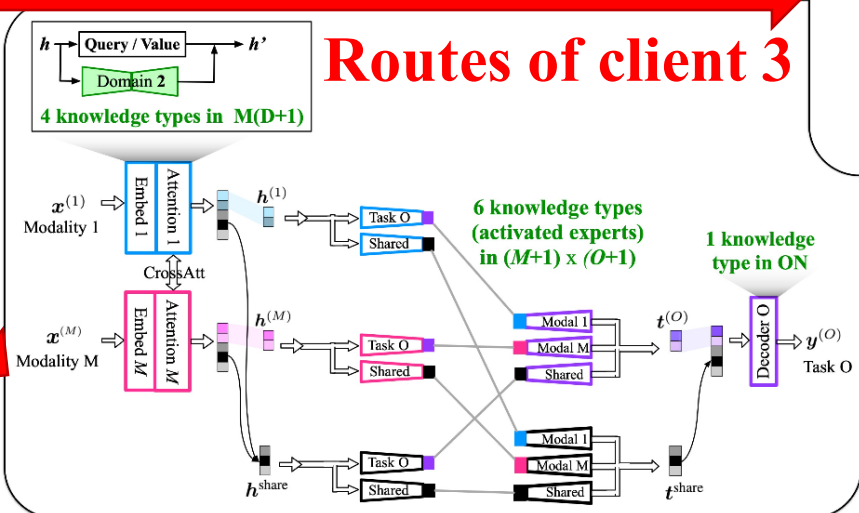 Routes of client 3
h
Query / Value
h'
Domain 2
4 knowledge types in M(D+1)
x(1)
Modality 1
Embed 1
Attention 1
h(1)
Task O
Shared
6 knowledge types
(activated experts)
in (M+1) x (O+1)
1 knowledge
type in ON
CrossAtt
x(M)
Modality M
Embed M
Attention M
h(M)
Task O
Shared
Modal 1
Modal M
Shared
t(O)
Decoder O
y(O)
Task O
hshare
Task O
Shared
Modal 1
Modal M
Shared
tshare